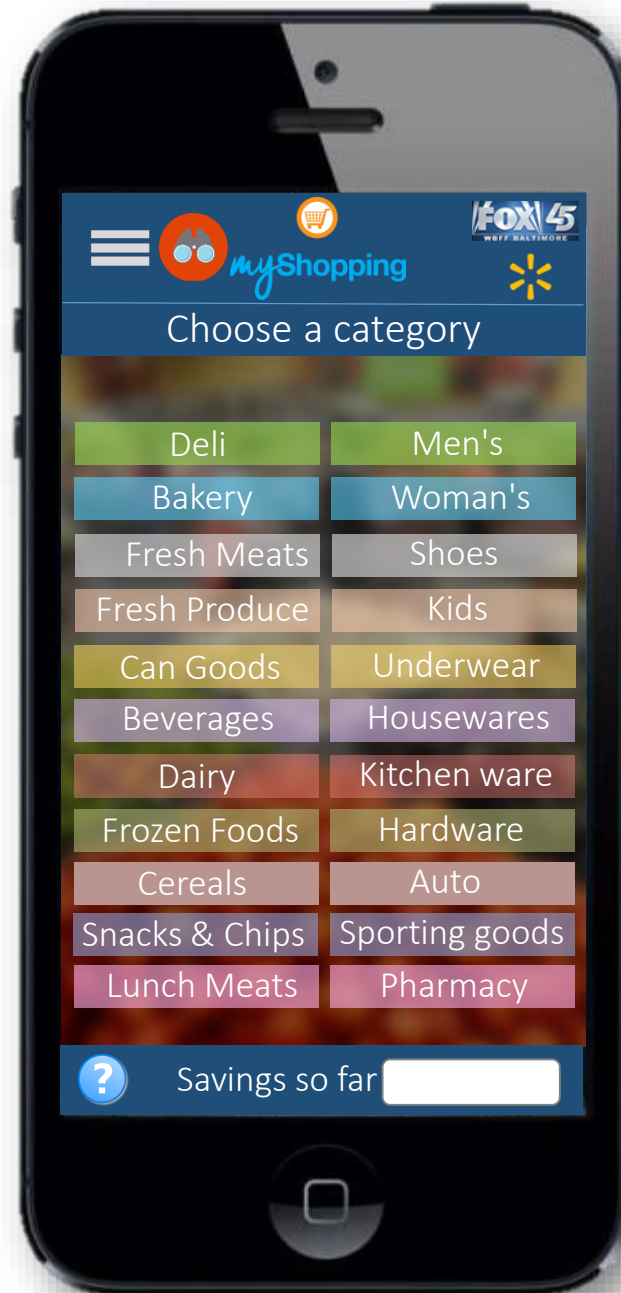 FOX 45
WBFF BALTIMORE
myShopping
Choose a category
Deli
Men's
Bakery
Woman's
Fresh Meats
Shoes
Fresh Produce
Kids
Can Goods
Underwear
Beverages
Housewares
Dairy
Kitchen ware
Frozen Foods
Hardware
Cereals
Auto
Snacks & Chips
Sporting goods
Lunch Meats
Pharmacy
?
Savings so far